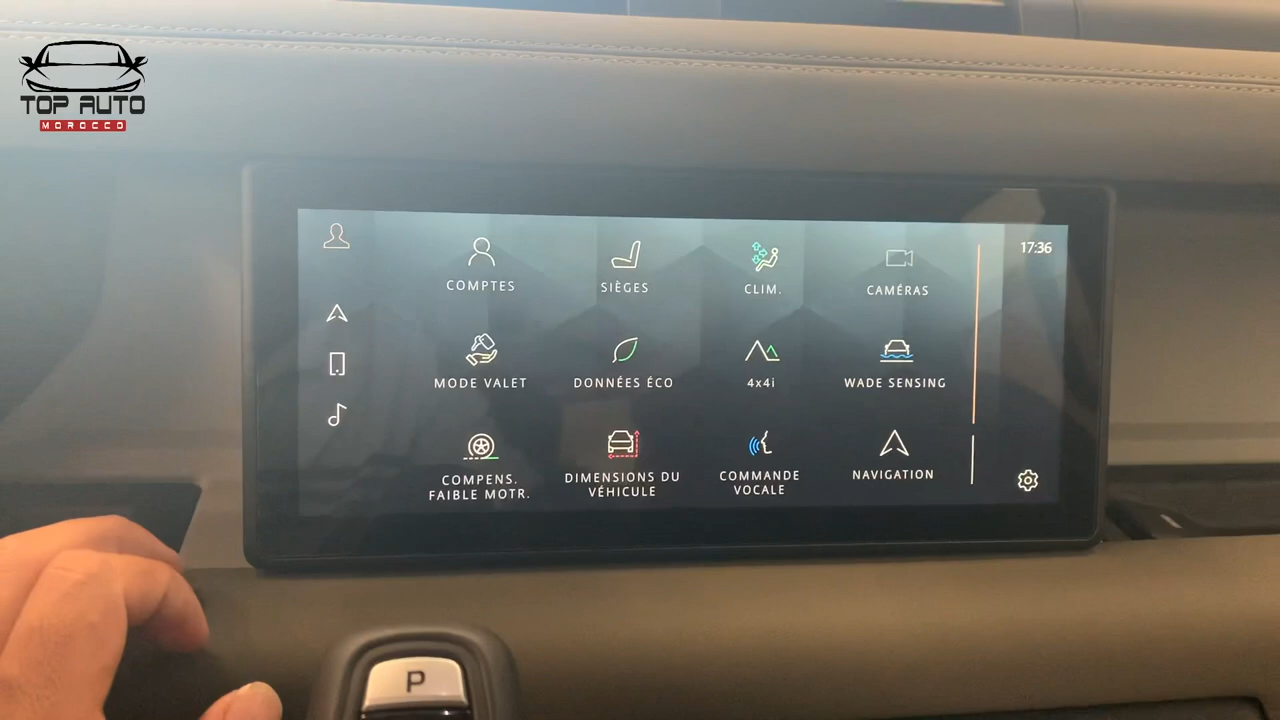 TOP AUTO
MOROCCO
17:36
COMPTES
SIÈGES
CLIM.
CAMÉRAS
MODE VALET
DONNÉES ÉCO
4x4i
WADE SENSING
COMPENS.
FAIBLE MOTR.
DIMENSIONS DU
VÉHICULE
COMMANDE
VOCALE
NAVIGATION
P